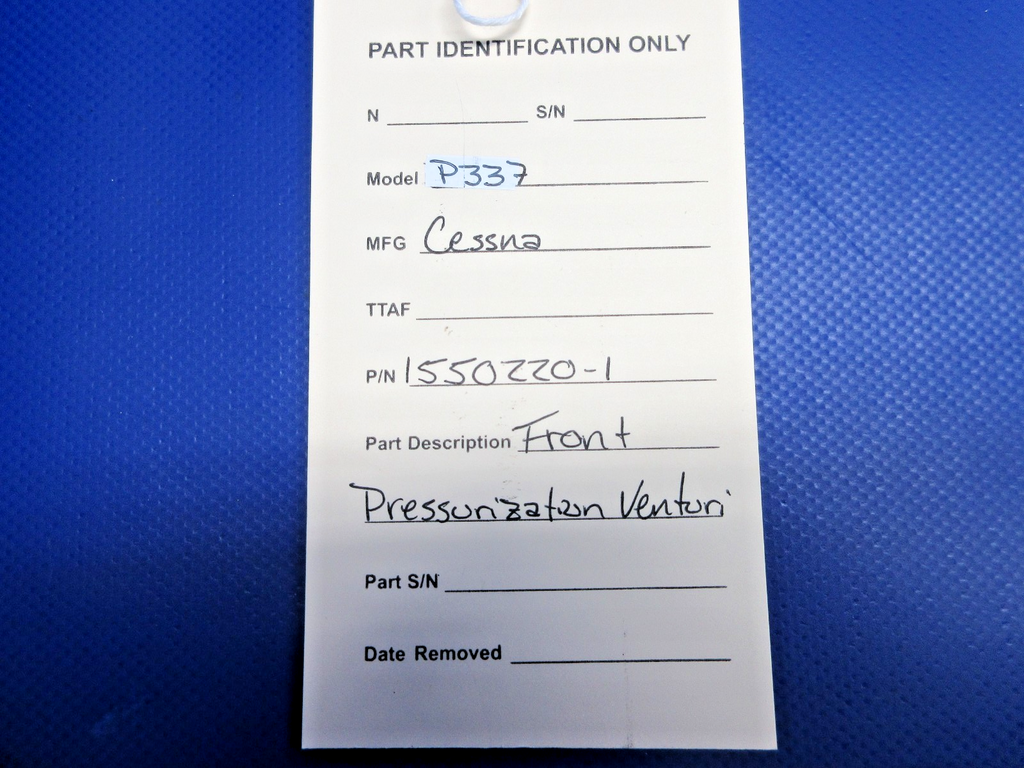 PART IDENTIFICATION ONLY
N S/N
Model P337
MFG Cessna
TTAF
P/N 1550220-1
Part Description Front
Pressurization Venturi
Part S/N
Date Removed